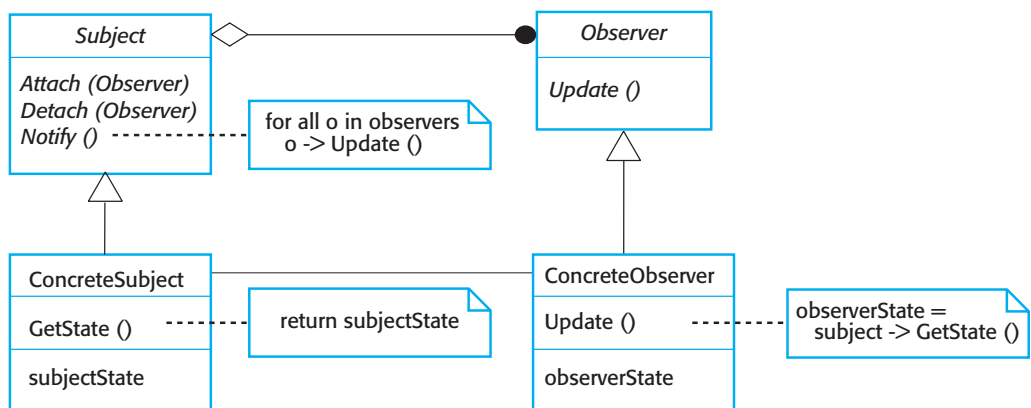 Subject
Attach (Observer)
Detach (Observer)
Notify ()
for all o in observers
o -> Update ()
Observer
Update ()
ConcreteSubject
GetState ()
subjectState
return subjectState
ConcreteObserver
Update ()
observerState
observerState =
subject -> GetState ()